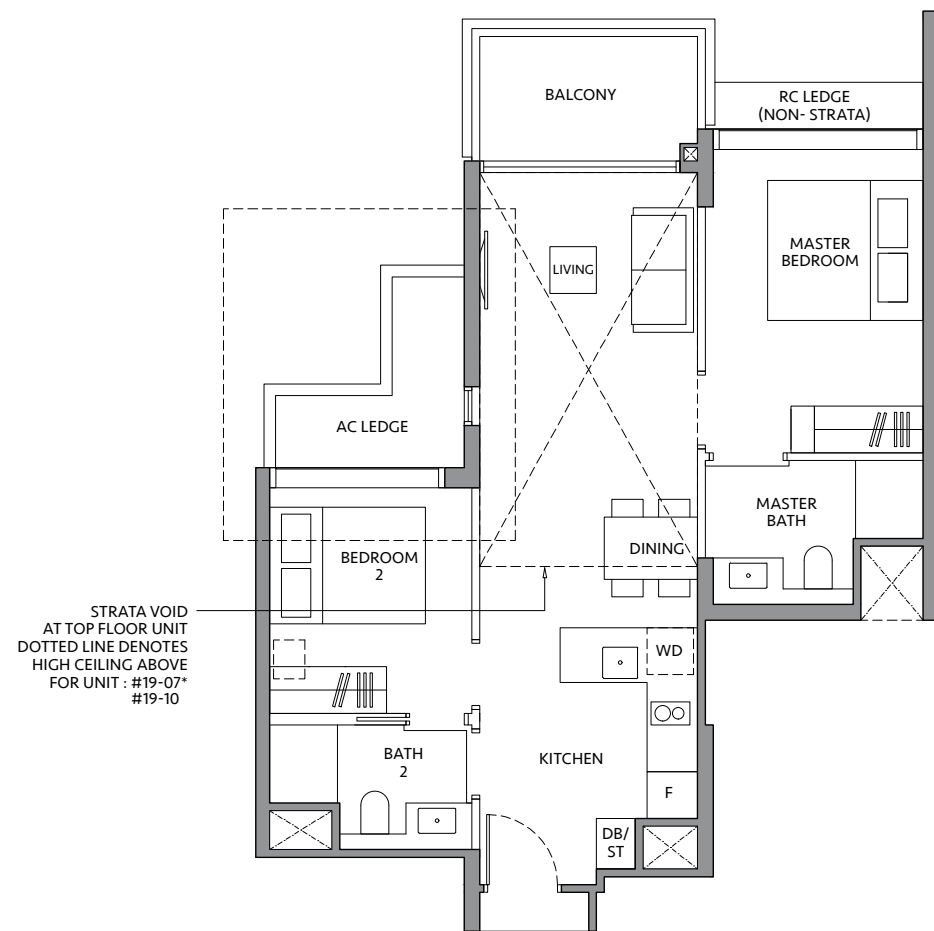 BALCONY
RC LEDGE
(NON- STRATA)
MASTER
BEDROOM
LIVING
AC LEDGE
MASTER
BATH
DINING
BEDROOM
2
STRATA VOID
AT TOP FLOOR UNIT
DOTTED LINE DENOTES
HIGH CEILING ABOVE
FOR UNIT : #19-07*
#19-10
WD
KITCHEN
BATH
2
F
DB/
ST